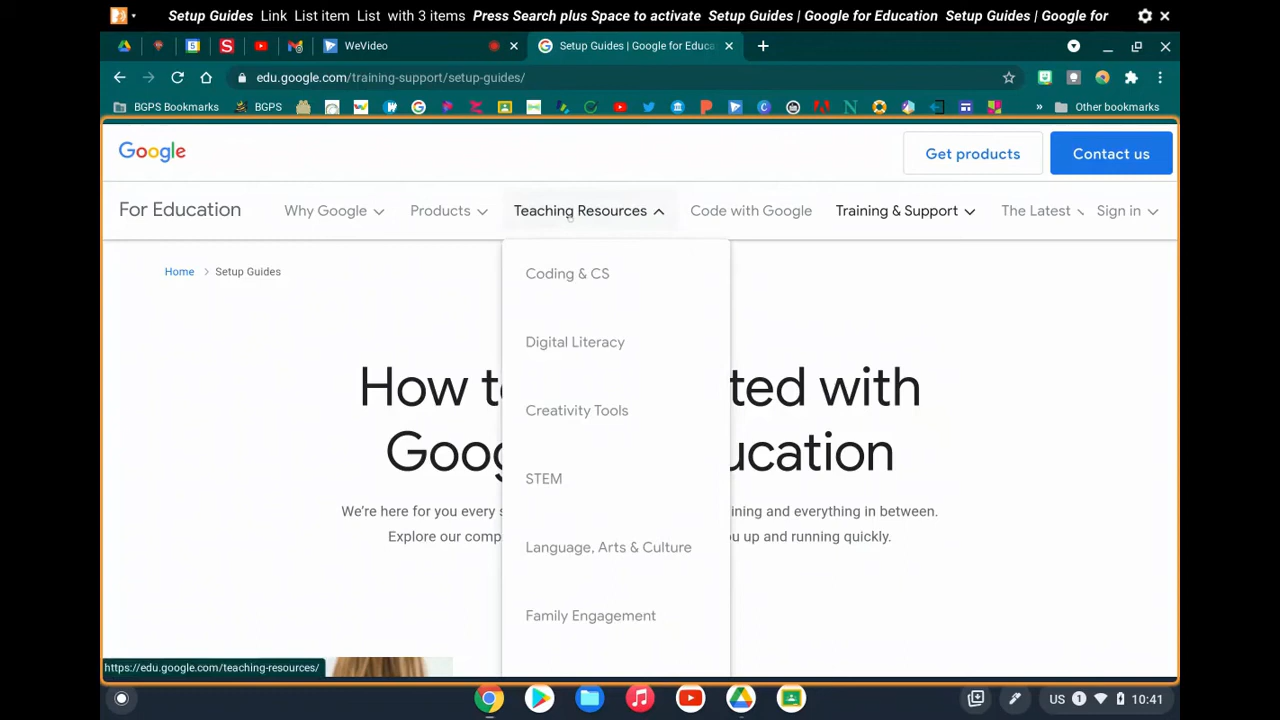 Setup Guides Link List item List with 3 items Press Search plus Space to activate Setup Guides | Google for Education Setup Guides | Google for
WeVideo
Setup Guides | Google for Educa
edu.google.com/training-support/setup-guides/
BGPS Bookmarks BGPS » Other bookmarks
Google Get products Contact us
For Education Why Google Products Teaching Resources Code with Google Training & Support The Latest Sign in
Home > Setup Guides
Coding & CS
Digital Literacy
How t ted with
Creativity Tools
Goog ucation
STEM
We're here for you every s ining and everything in between.
Explore our comp u up and running quickly.
Language, Arts & Culture
Family Engagement
https://edu.google.com/teaching-resources/
US 1 10:41